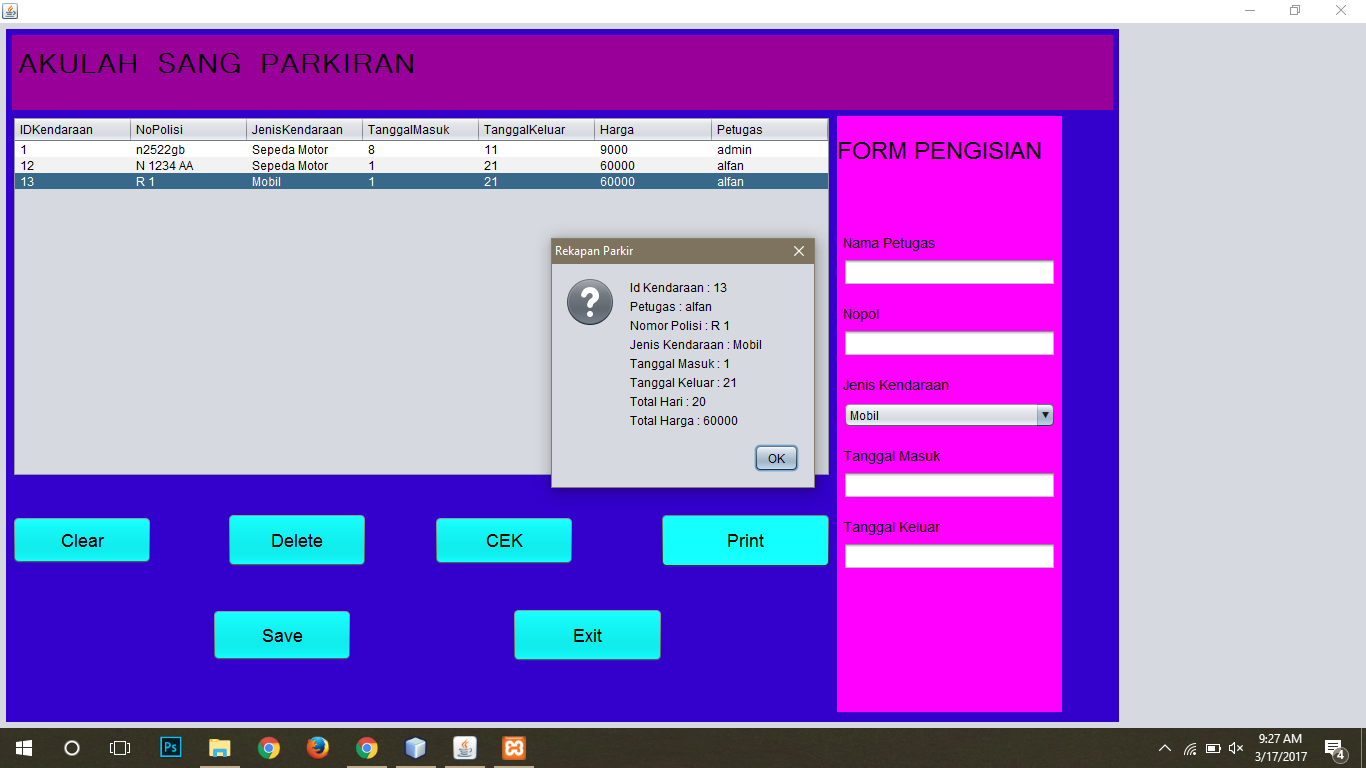 AKULAH SANG PARKIRAN
IDKendaraan NoPolisi JenisKendaraan TanggalMasuk TanggalKeluar Harga Petugas
1 n2522gb Sepeda Motor 8 11 9000 admin
12 N 1234 AA Sepeda Motor 1 21 60000 alfan
13 R 1 Mobil 1 21 60000 alfan
Rekapan Parkir
Id Kendaraan : 13
Petugas : alfan
Nomor Polisi : R 1
Jenis Kendaraan : Mobil
Tanggal Masuk : 1
Tanggal Keluar : 21
Total Hari : 20
Total Harga : 60000
OK
FORM PENGISIAN
Nama Petugas
Nopol
Jenis Kendaraan
Mobil
Tanggal Masuk
Tanggal Keluar
Clear Delete CEK Print
Save Exit
Ps
9:27 AM
3/17/2017
4